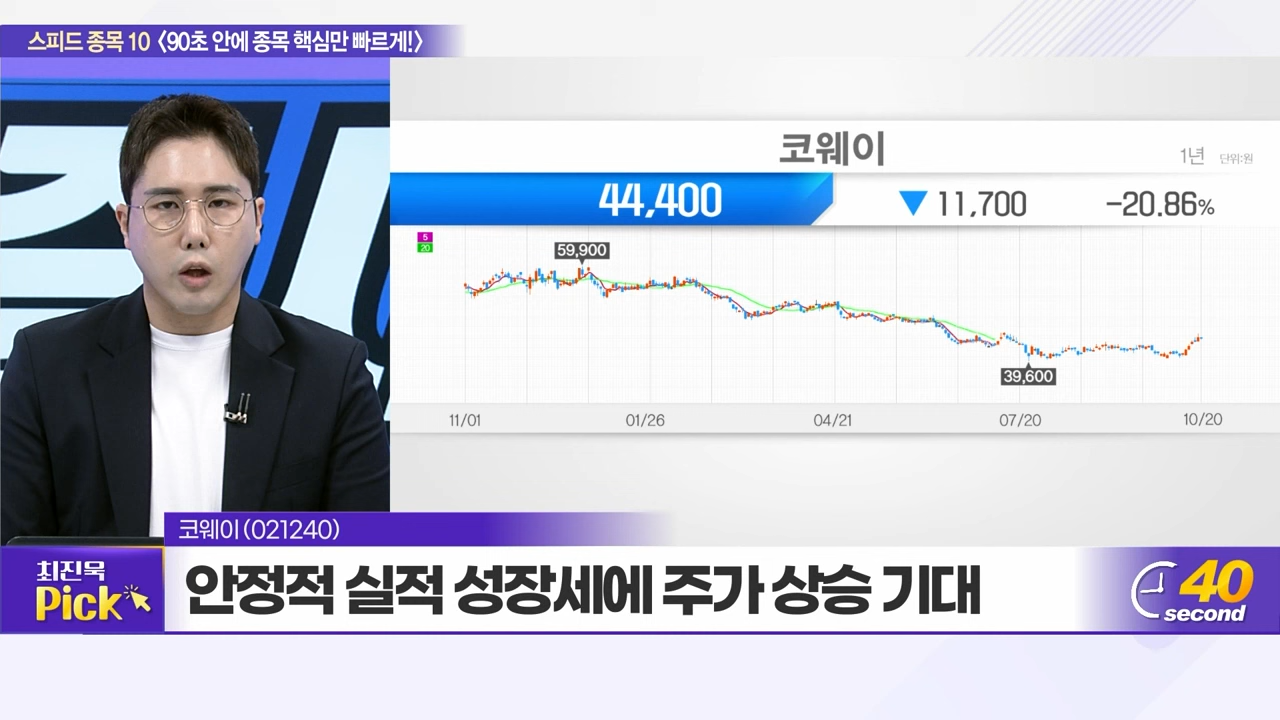 스피드 종목 10 <90초 안에 종목 핵심만 빠르게!>
코웨이
1년 단위:원
44,400 ▼ 11,700 -20.86%
5
20
59,900
39,600
11/01 01/26 04/21 07/20 10/20
코웨이(021240)
최진욱
Pick
안정적 실적 성장세에 주가 상승 기대
40
second